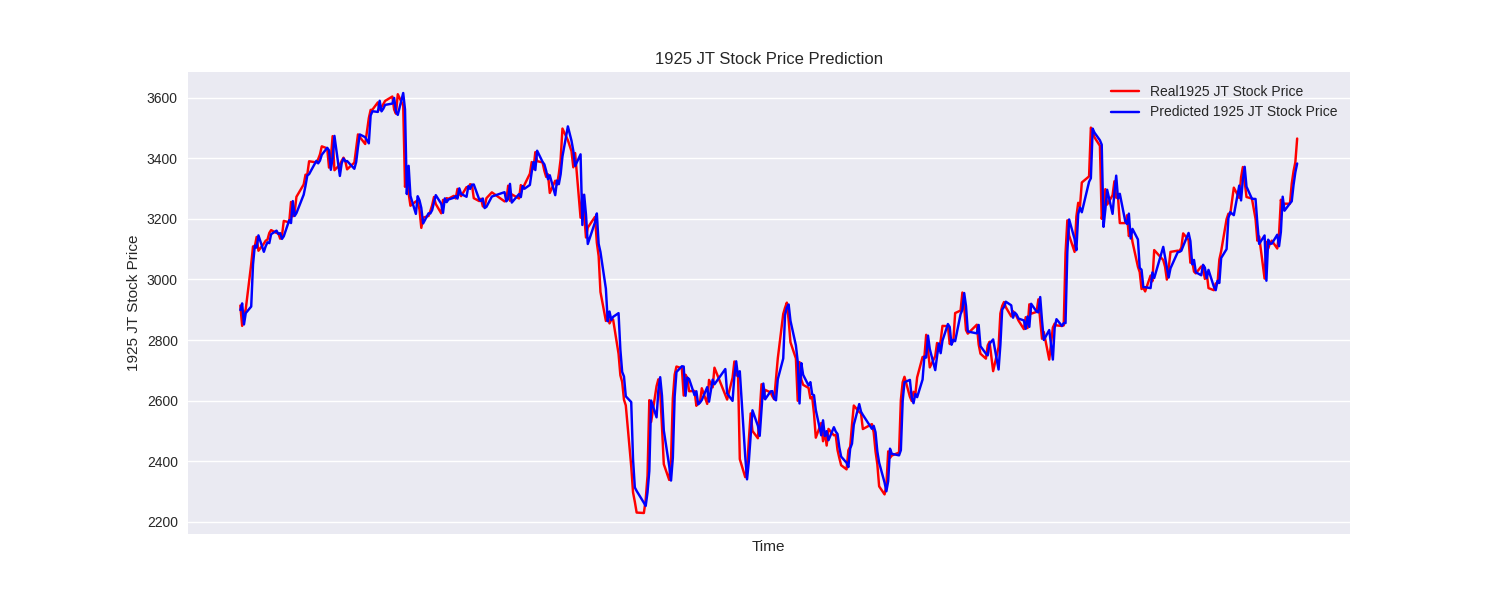 1925 JT Stock Price Prediction
Real1925 JT Stock Price
Predicted 1925 JT Stock Price
1925 JT Stock Price
3600
3400
3200
3000
2800
2600
2400
2200
Time